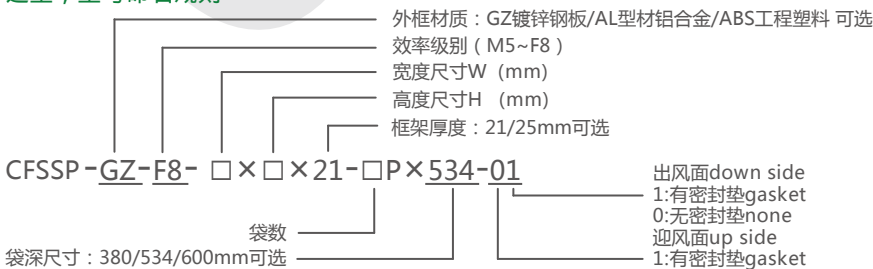 外框材质：GZ镀锌钢板/AL型材铝合金/ABS工程塑料 可选
效率级别（M5~F8）
宽度尺寸W (mm)
高度尺寸H (mm)
框架厚度：21/25mm可选
CFSSP-GZ-F8- □×□×21-□P×534-01
出风面down side
1:有密封垫gasket
0:无密封垫none
迎风面up side
1:有密封垫gasket
袋数
袋深尺寸：380/534/600mm可选